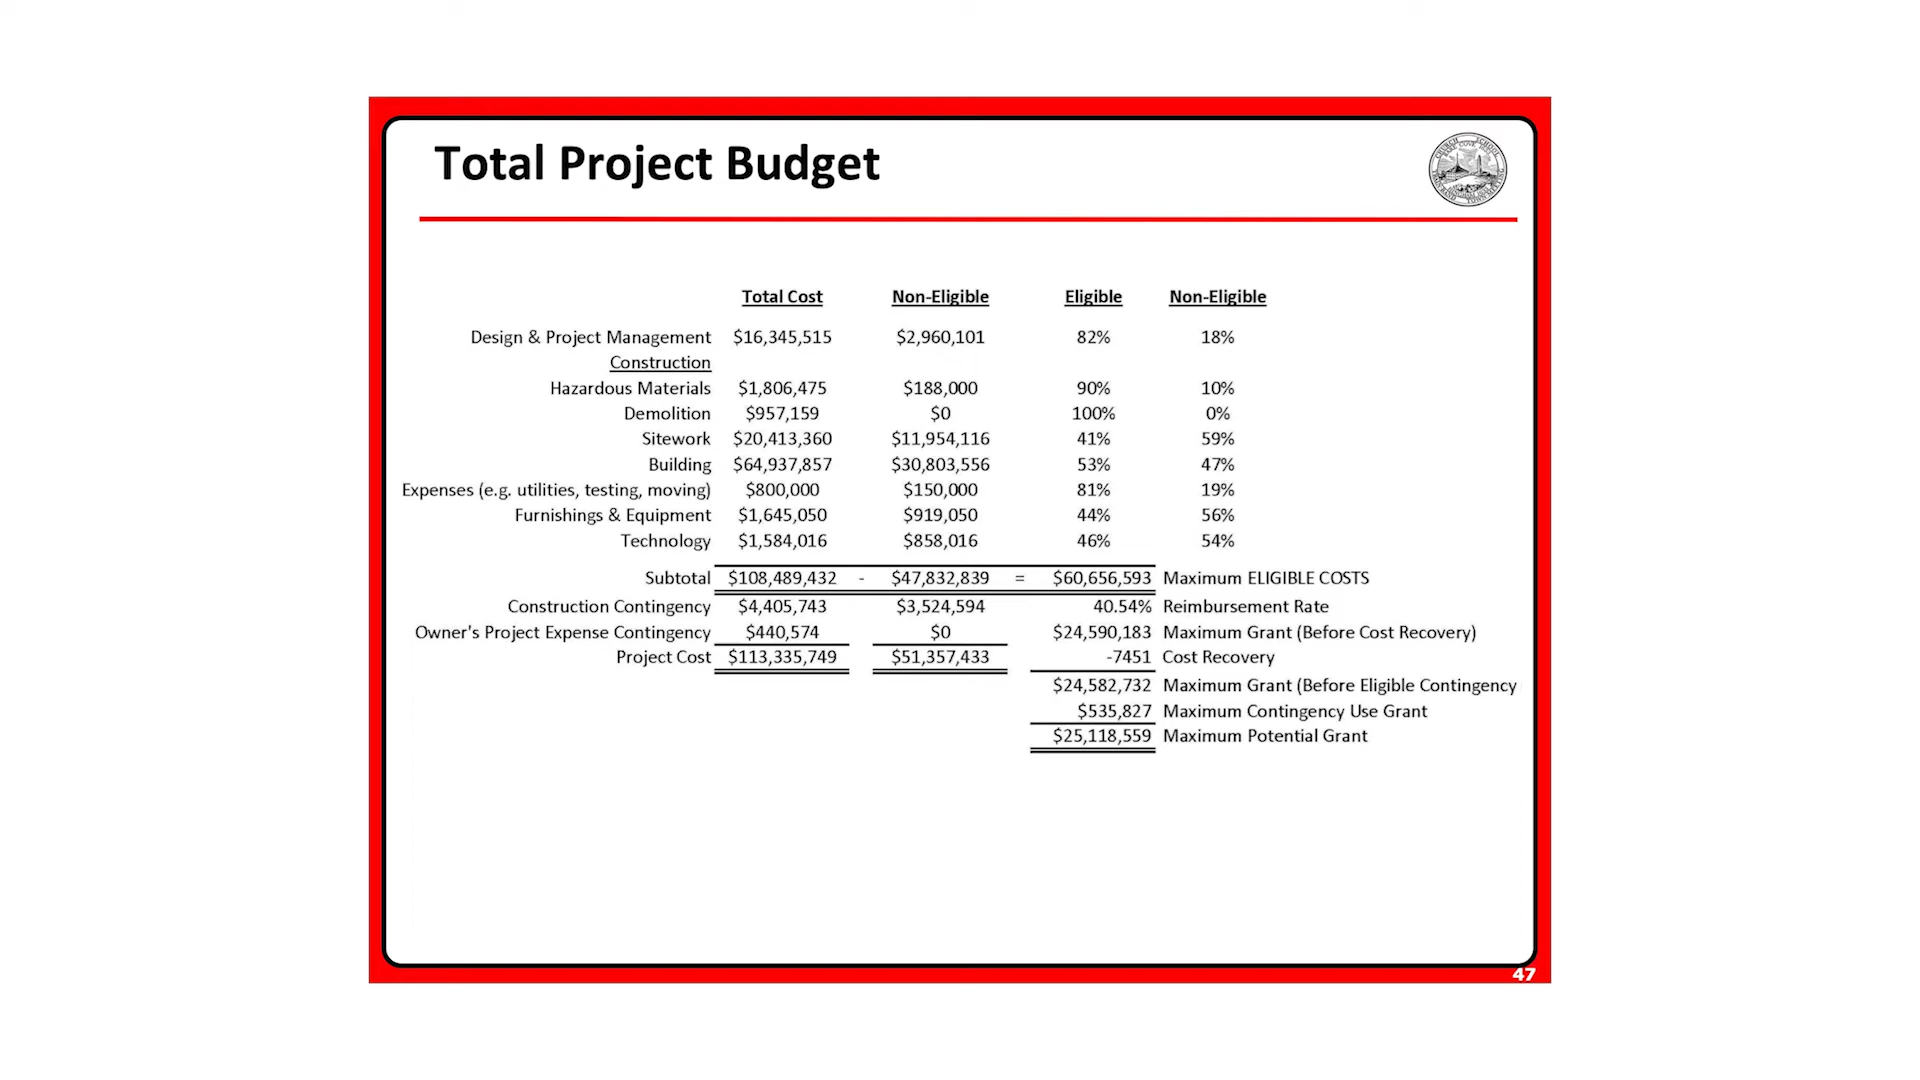 Total Project Budget
Total Cost Non-Eligible Eligible Non-Eligible
Design & Project Management $16,345,515 $2,960,101 82% 18%
Construction
Hazardous Materials $1,806,475 $188,000 90% 10%
Demolition $957,159 $0 100% 0%
Sitework $20,413,360 $11,954,116 41% 59%
Building $64,937,857 $30,803,556 53% 47%
Expenses (e.g. utilities, testing, moving) $800,000 $150,000 81% 19%
Furnishings & Equipment $1,645,050 $919,050 44% 56%
Technology $1,584,016 $858,016 46% 54%
Subtotal $108,489,432 - $47,832,839 = $60,656,593 Maximum ELIGIBLE COSTS
Construction Contingency $4,405,743 $3,524,594 40.54% Reimbursement Rate
Owner's Project Expense Contingency $440,574 $0 $24,590,183 Maximum Grant (Before Cost Recovery)
Project Cost $113,335,749 $51,357,433 -7451 Cost Recovery
$24,582,732 Maximum Grant (Before Eligible Contingency
$535,827 Maximum Contingency Use Grant
$25,118,559 Maximum Potential Grant
47